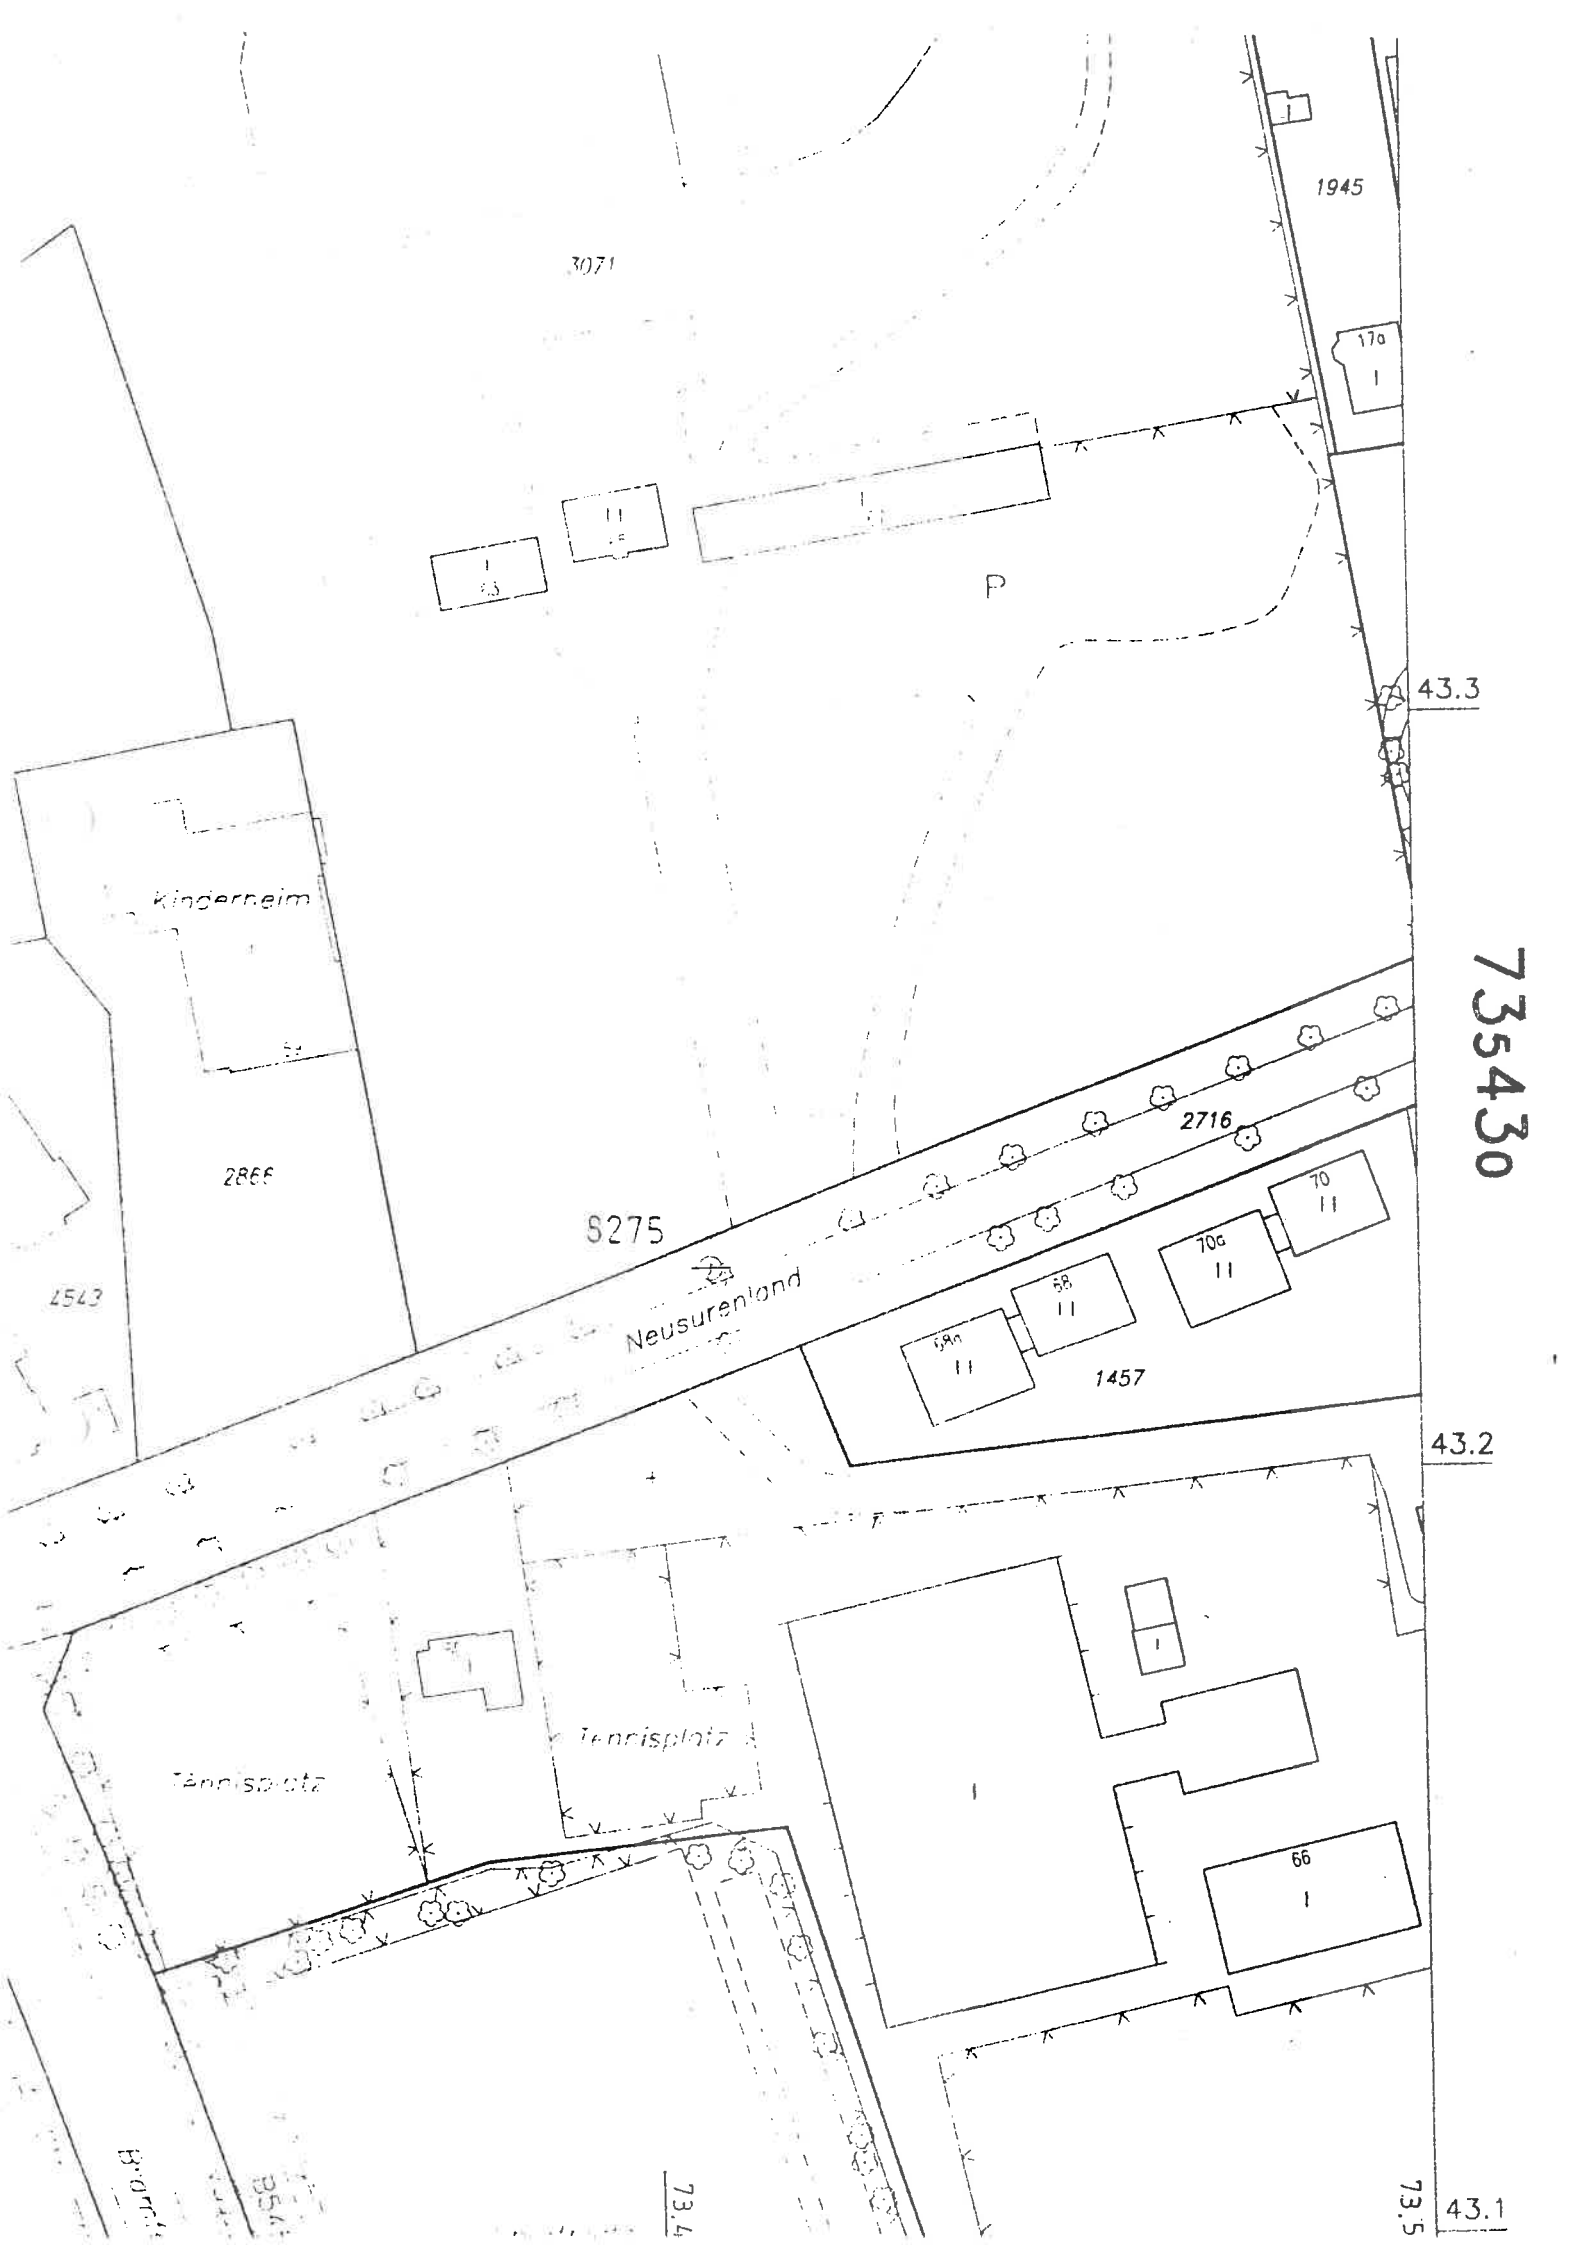 1945
3071
17a
I
I
II
I
P
43.3
Kinderheim
735430
2716
2866
S275
70
II
70a
II
4543
Neusurenland
68
II
68a
II
1457
43.2
I
Tennisplatz
Tennisplatz
I
66
I
73.4
73.5
43.1